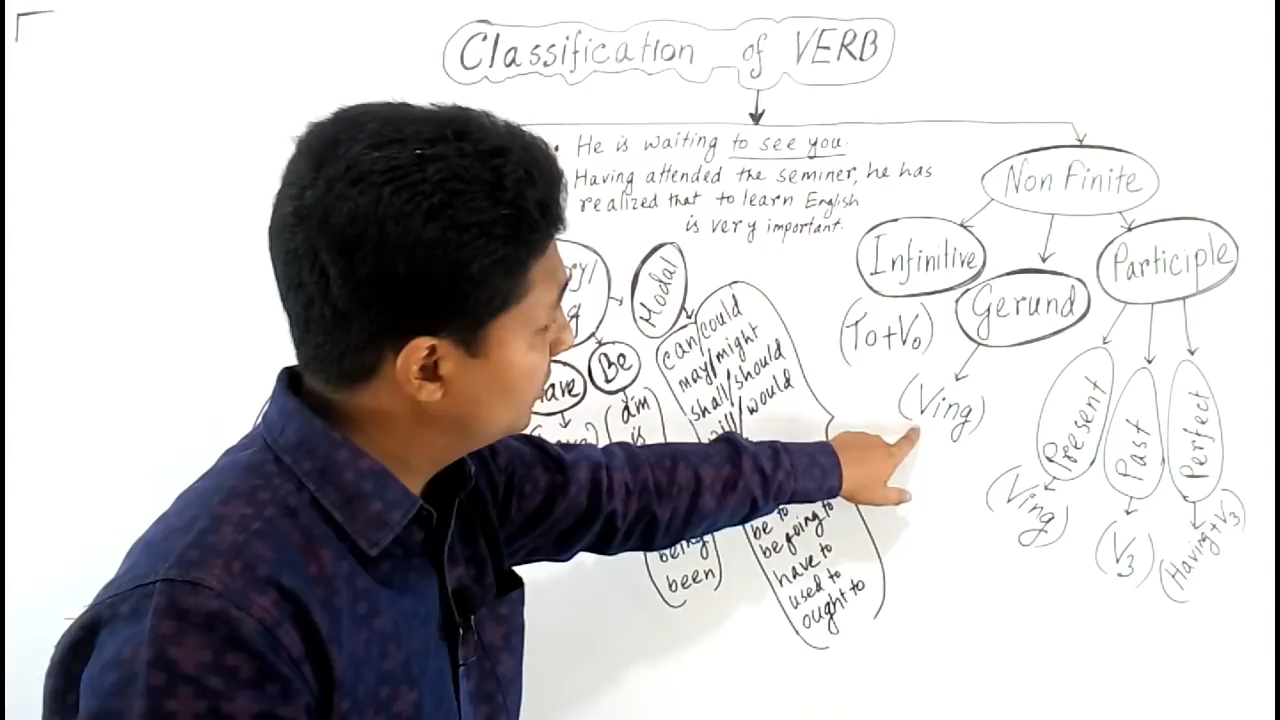 Classification of VERB
He is waiting to see you.
Having attended the seminer, he has
realized that to learn English
is very important.
Non Finite
Infinitive
(To+V₀)
Gerund
(Ving)
Participle
Present
(Ving)
Past
(V₃)
Perfect
(Having+V₃)
Modal
can/could
may/might
shall/should
will/would
be to
be going to
have to
used to
ought to
Be
am
is
being
been